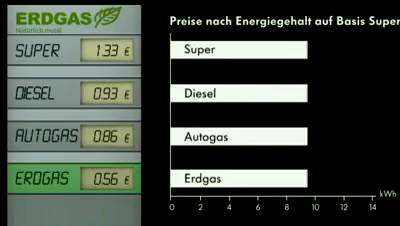 ERDGAS
Natürlich mobil
SUPER 1.33 €
DIESEL 0.93 €
AUTOGAS 0.86 €
ERDGAS 0.56 €
Preise nach Energiegehalt auf Basis Super
Super
Diesel
Autogas
Erdgas
0 2 4 6 8 10 12 14 kWh